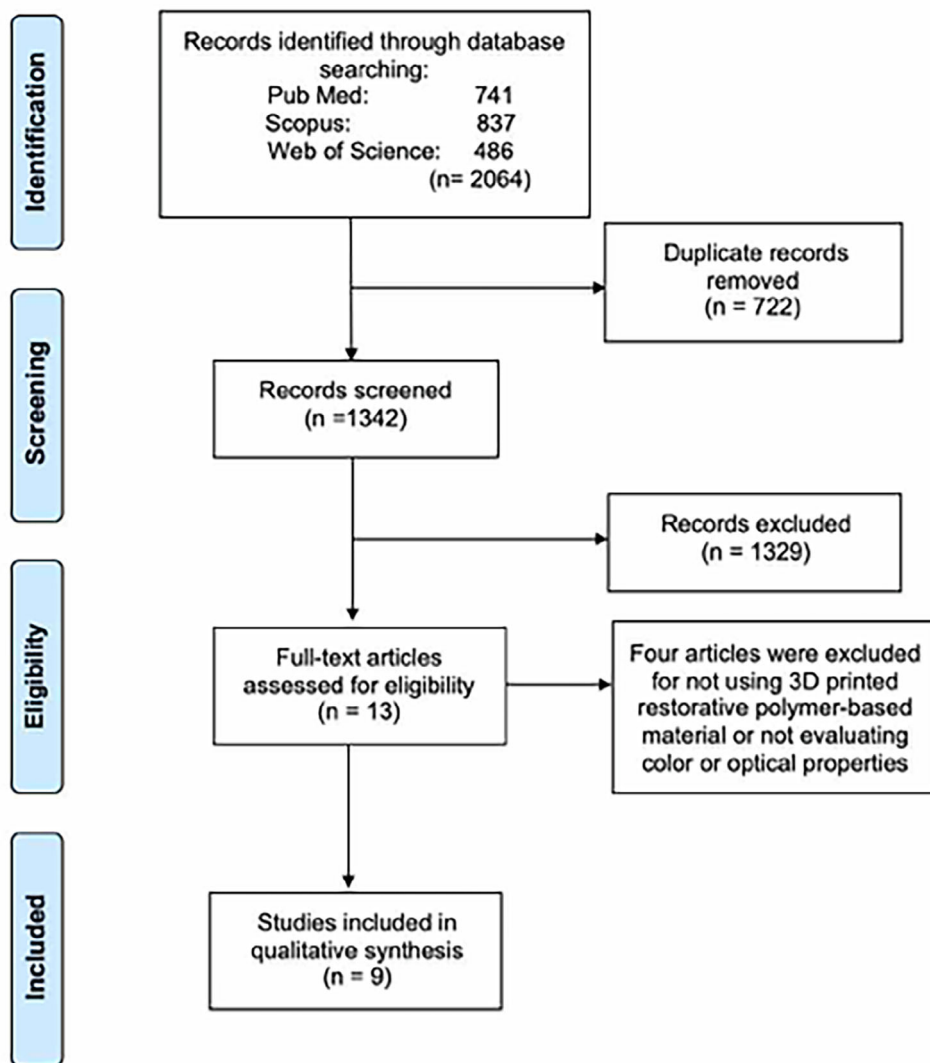 Identification
Records identified through database
searching:
Pub Med: 741
Scopus: 837
Web of Science: 486
(n= 2064)
Duplicate records
removed
(n = 722)
Screening
Records screened
(n =1342)
Records excluded
(n = 1329)
Eligibility
Full-text articles
assessed for eligibility
(n = 13)
Four articles were excluded
for not using 3D printed
restorative polymer-based
material or not evaluating
color or optical properties
Included
Studies included in
qualitative synthesis
(n = 9)